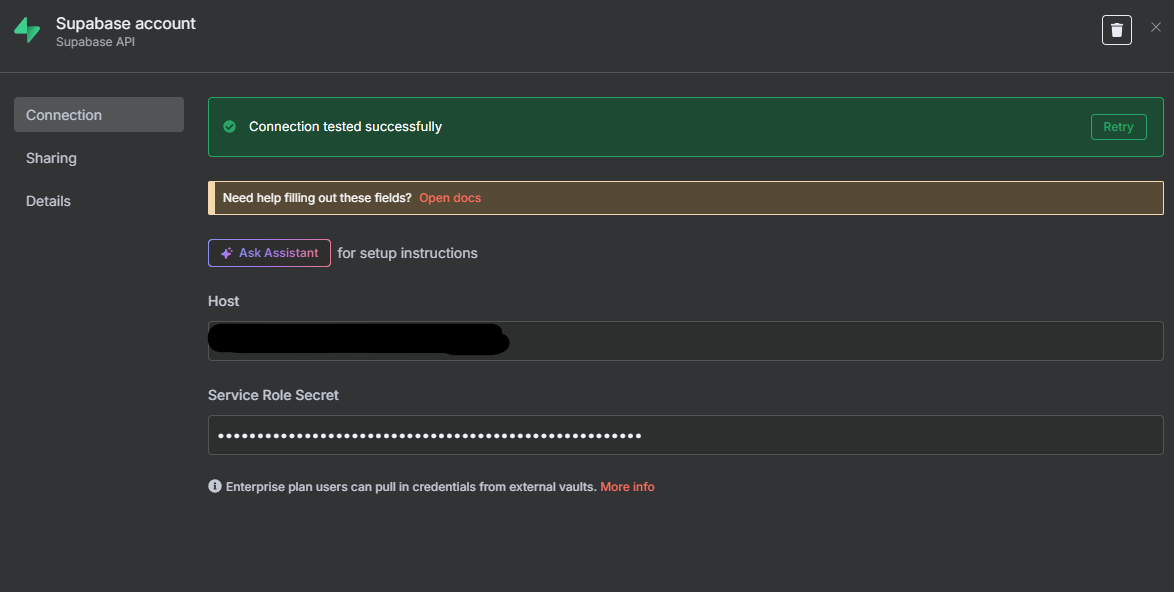 Supabase account
Supabase API
Connection
Sharing
Details
Connection tested successfully
Retry
Need help filling out these fields? Open docs
Ask Assistant for setup instructions
Host
Service Role Secret
••••••••••••••••••••••••••••••••••••••••••••••••••••••
Enterprise plan users can pull in credentials from external vaults. More info